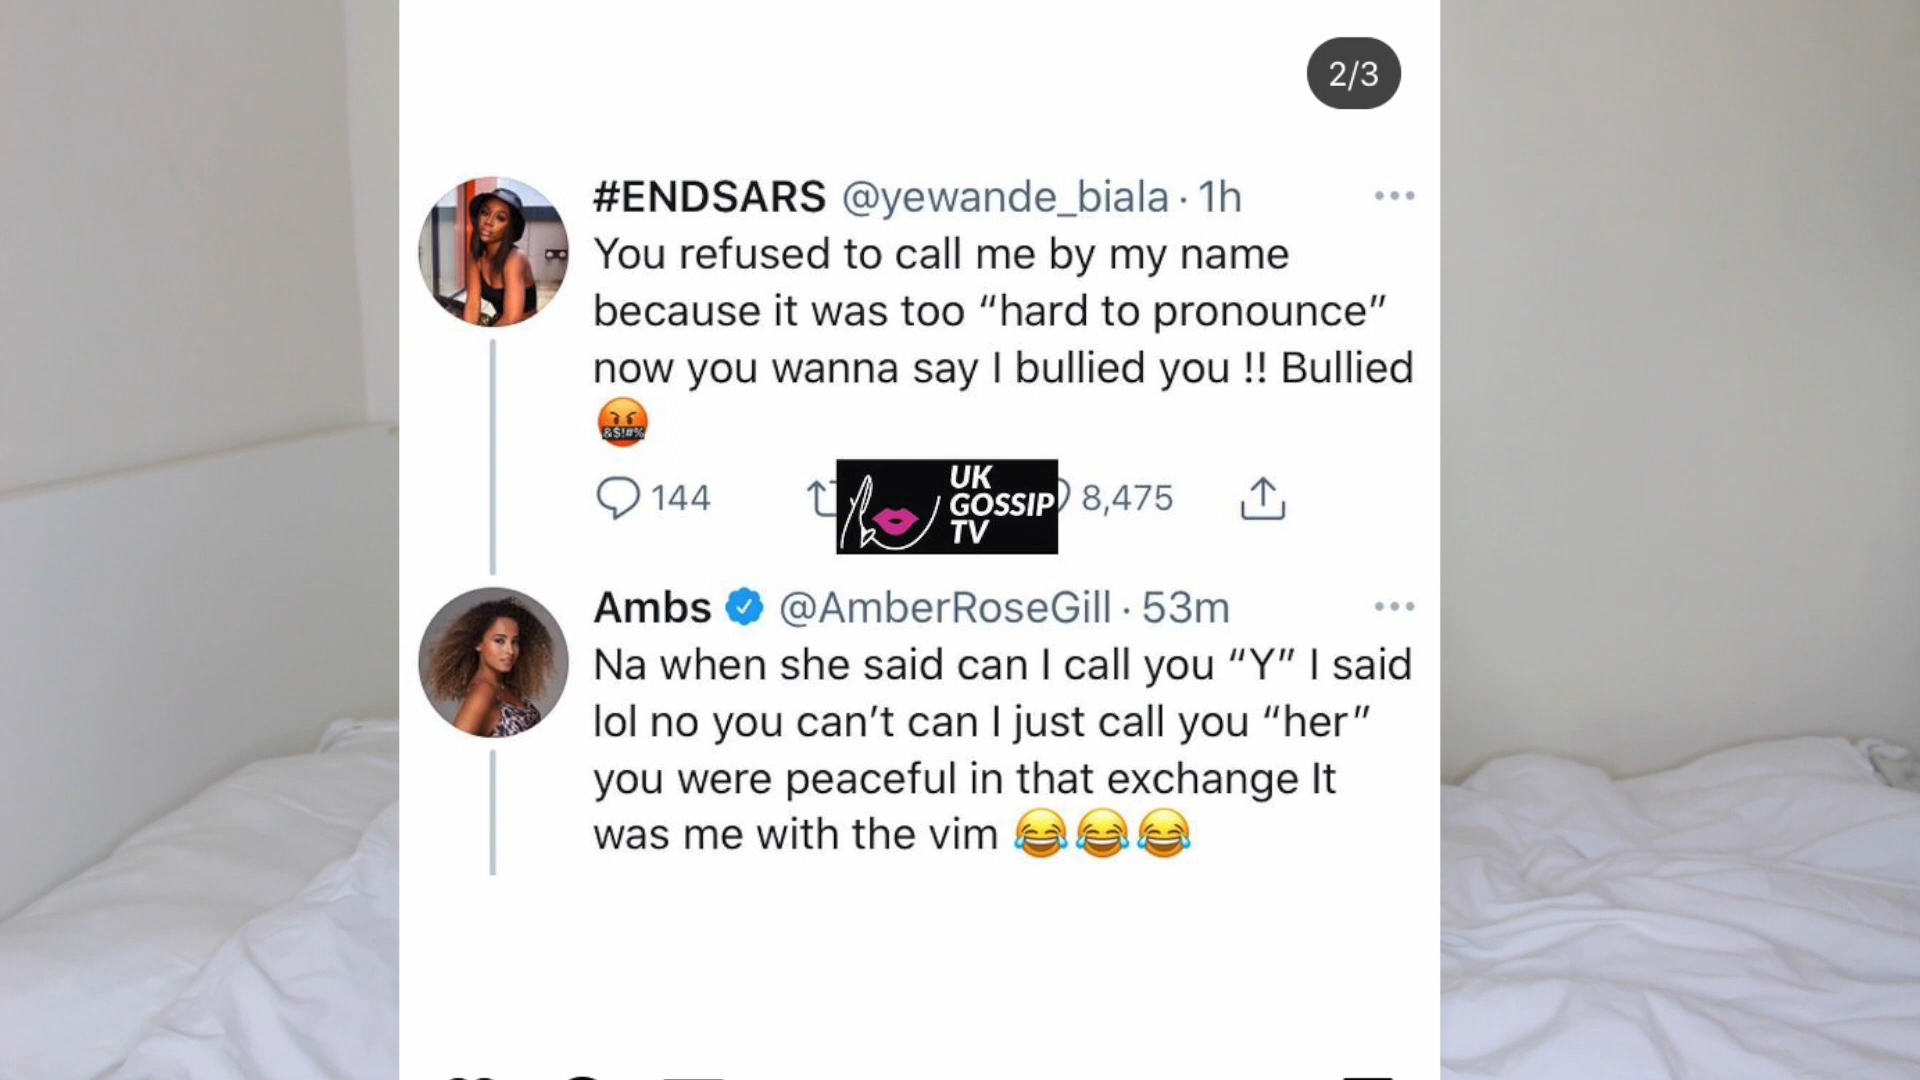 2/3
#ENDSARS @yewande_biala · 1h
You refused to call me by my name
because it was too “hard to pronounce”
now you wanna say I bullied you !! Bullied
🤬
144 8,475
UK
GOSSIP
TV
Ambs @AmberRoseGill · 53m
Na when she said can I call you “Y” I said
lol no you can’t can I just call you “her”
you were peaceful in that exchange It
was me with the vim 😂😂😂